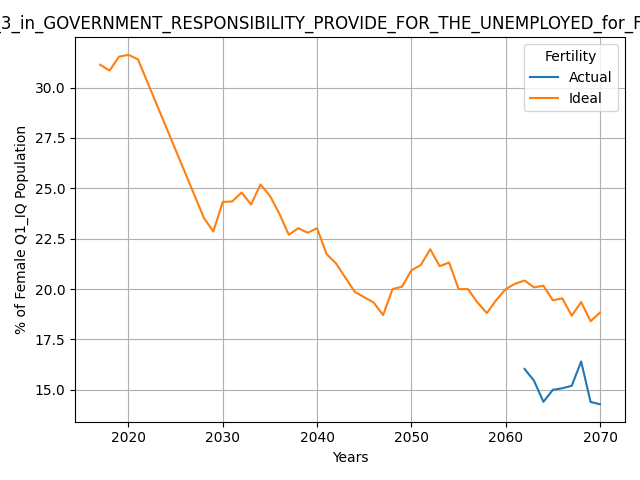 _3_in_GOVERNMENT_RESPONSIBILITY_PROVIDE_FOR_THE_UNEMPLOYED_for_F
Fertility
Actual
Ideal
30.0
27.5
25.0
22.5
20.0
17.5
15.0
% of Female Q1_IQ Population
2020 2030 2040 2050 2060 2070
Years